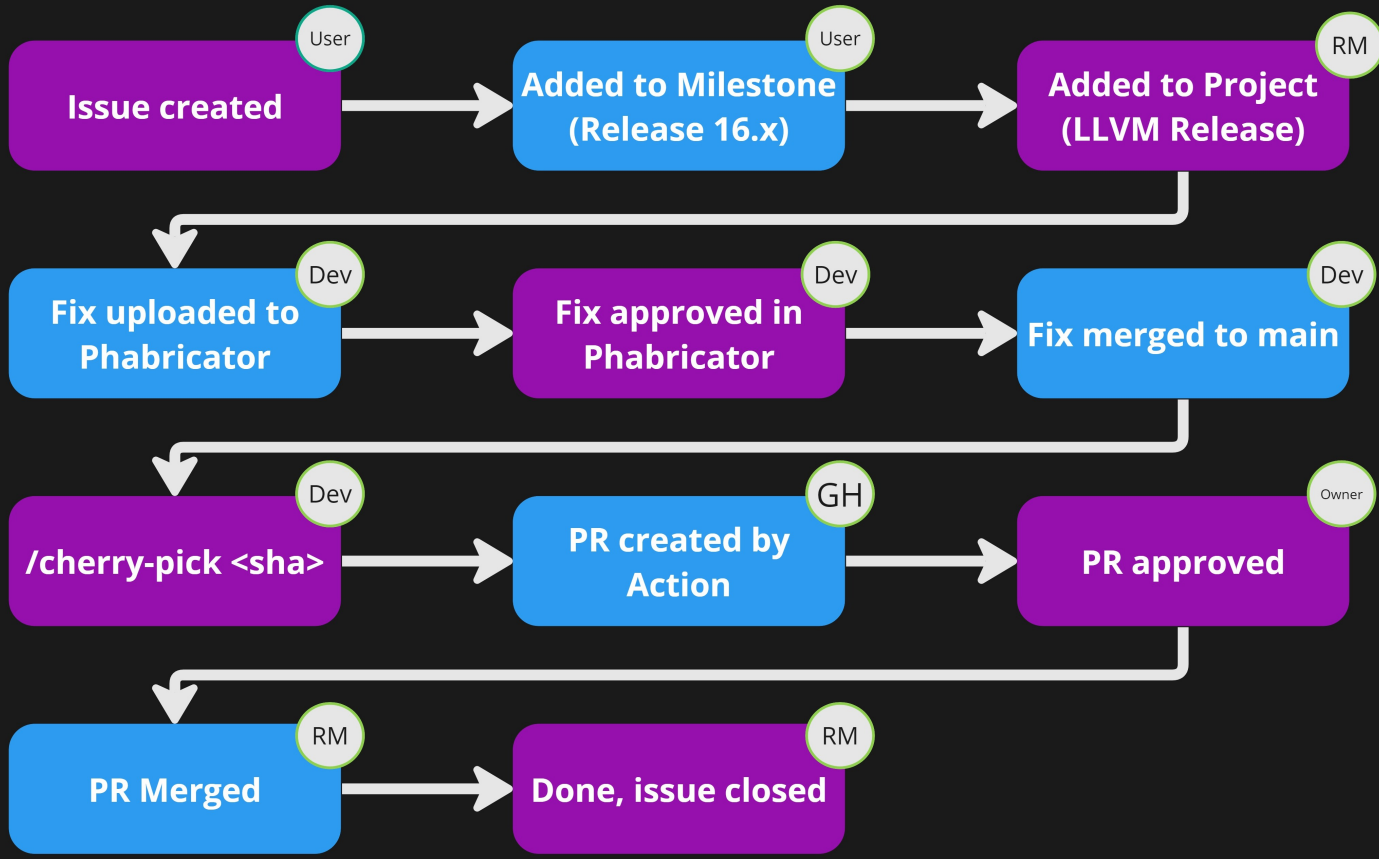 User
Issue created
User
Added to Milestone
(Release 16.x)
RM
Added to Project
(LLVM Release)
Dev
Fix uploaded to
Phabricator
Dev
Fix approved in
Phabricator
Dev
Fix merged to main
Dev
/cherry-pick <sha>
GH
PR created by
Action
Owner
PR approved
RM
PR Merged
RM
Done, issue closed